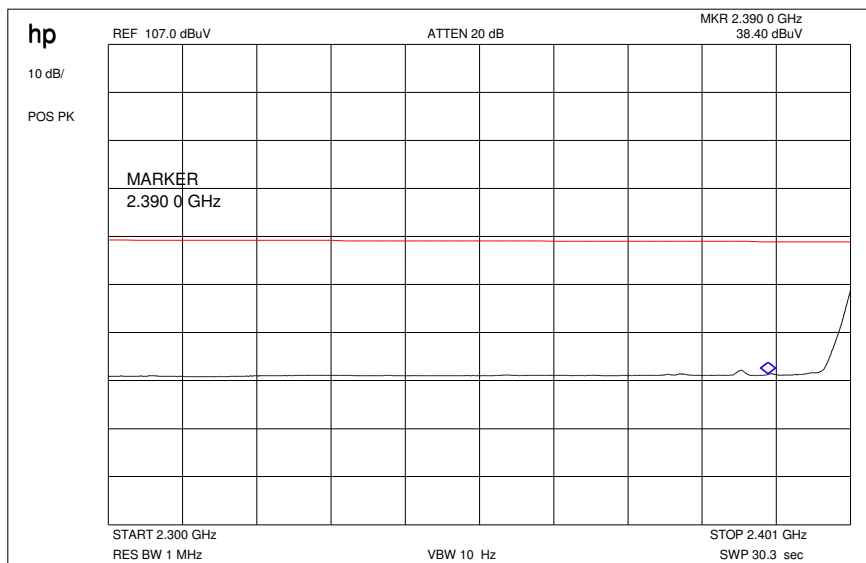 hp
REF 107.0 dBuV
ATTEN 20 dB
MKR 2.390 0 GHz
38.40 dBuV
10 dB/
POS PK
MARKER
2.390 0 GHz
START 2.300 GHz
STOP 2.401 GHz
RES BW 1 MHz
VBW 10 Hz
SWP 30.3 sec